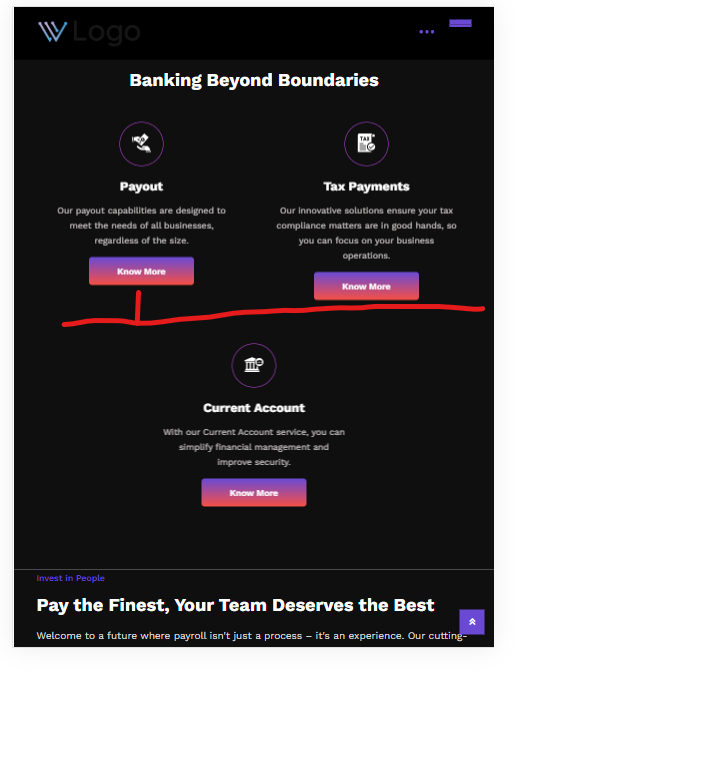 Logo
Banking Beyond Boundaries
TAX
Payout
Our payout capabilities are designed to
meet the needs of all businesses,
regardless of the size.
Know More
Tax Payments
Our innovative solutions ensure your tax
compliance matters are in good hands, so
you can focus on your business
operations.
Know More
Current Account
With our Current Account service, you can
simplify financial management and
improve security.
Know More
Invest in People
Pay the Finest, Your Team Deserves the Best
Welcome to a future where payroll isn't just a process – it's an experience. Our cutting-